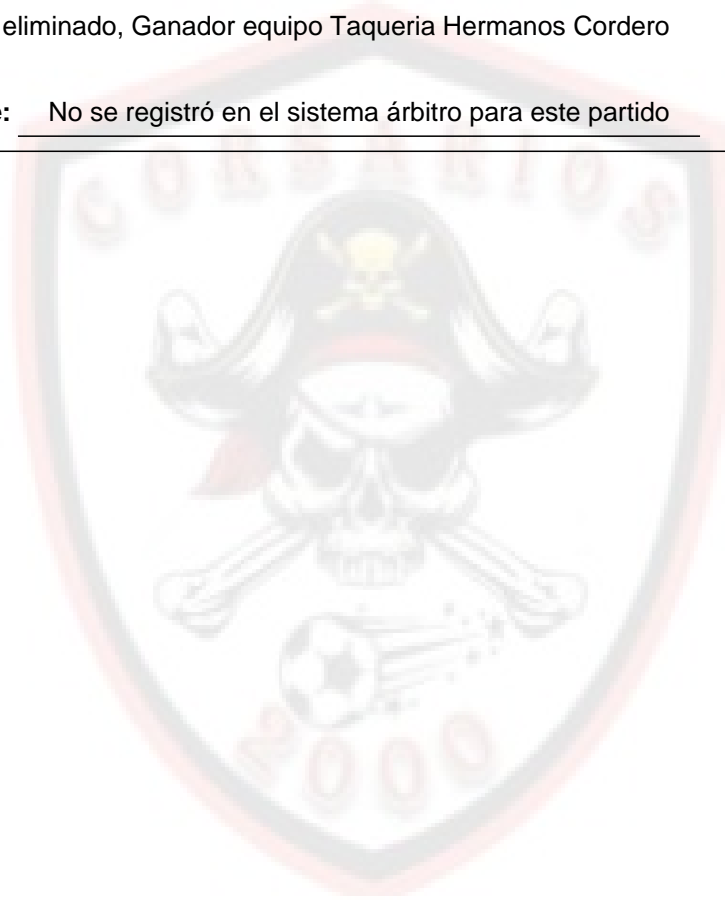 eliminado, Ganador equipo Taqueria Hermanos Cordero
: No se registró en el sistema árbitro para este partido
CORSARIOS
2000